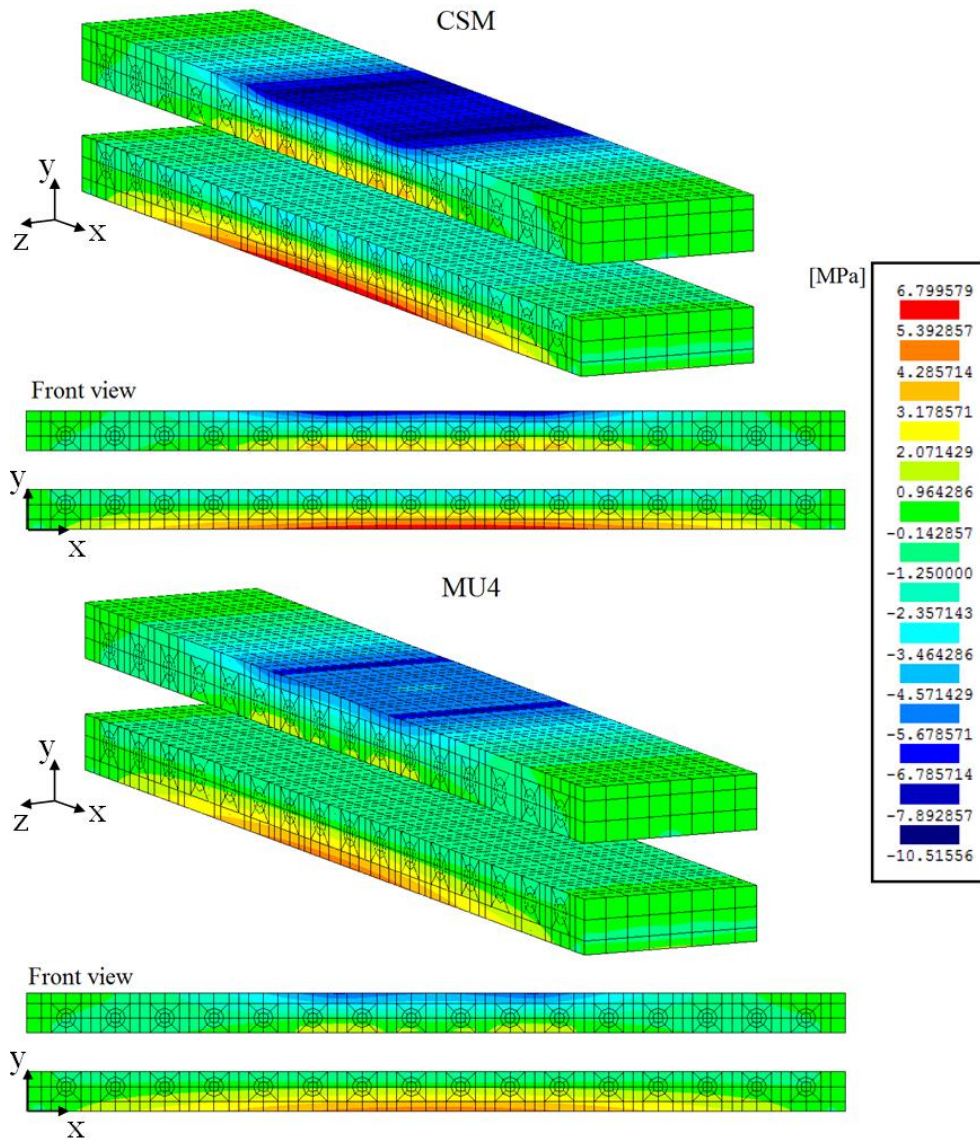 CSM
y
z
x
[MPa]
6.799579
5.392857
4.285714
3.178571
2.071429
0.964286
-0.142857
-1.250000
-2.357143
-3.464286
-4.571429
-5.678571
-6.785714
-7.892857
-10.51556
Front view
y
x
MU4
y
z
x
Front view
y
x